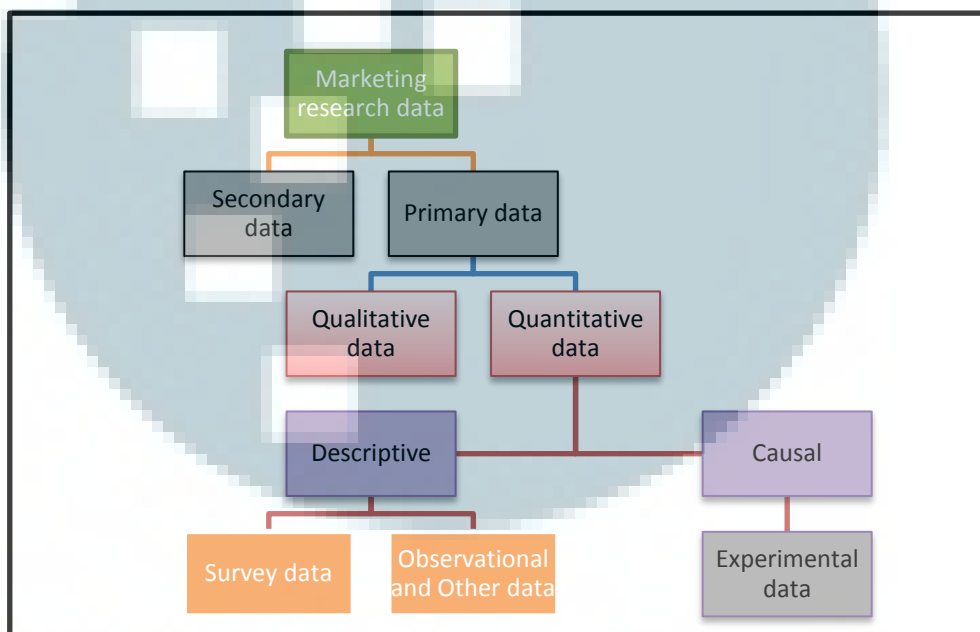 Marketing
research data
Secondary
data
Primary data
Qualitative
data
Quantitative
data
Descriptive
Causal
Survey data
Observational
and Other data
Experimental
data